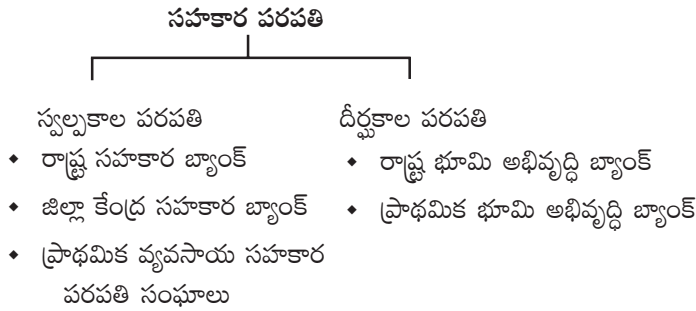 సహకార పరపతి
స్వల్పకాల పరపతి
◆ రాష్ట్ర సహకార బ్యాంక్
◆ జిల్లా కేంద్ర సహకార బ్యాంక్
◆ ప్రాథమిక వ్యవసాయ సహకార
పరపతి సంఘాలు
దీర్ఘకాల పరపతి
◆ రాష్ట్ర భూమి అభివృద్ధి బ్యాంక్
◆ ప్రాథమిక భూమి అభివృద్ధి బ్యాంక్